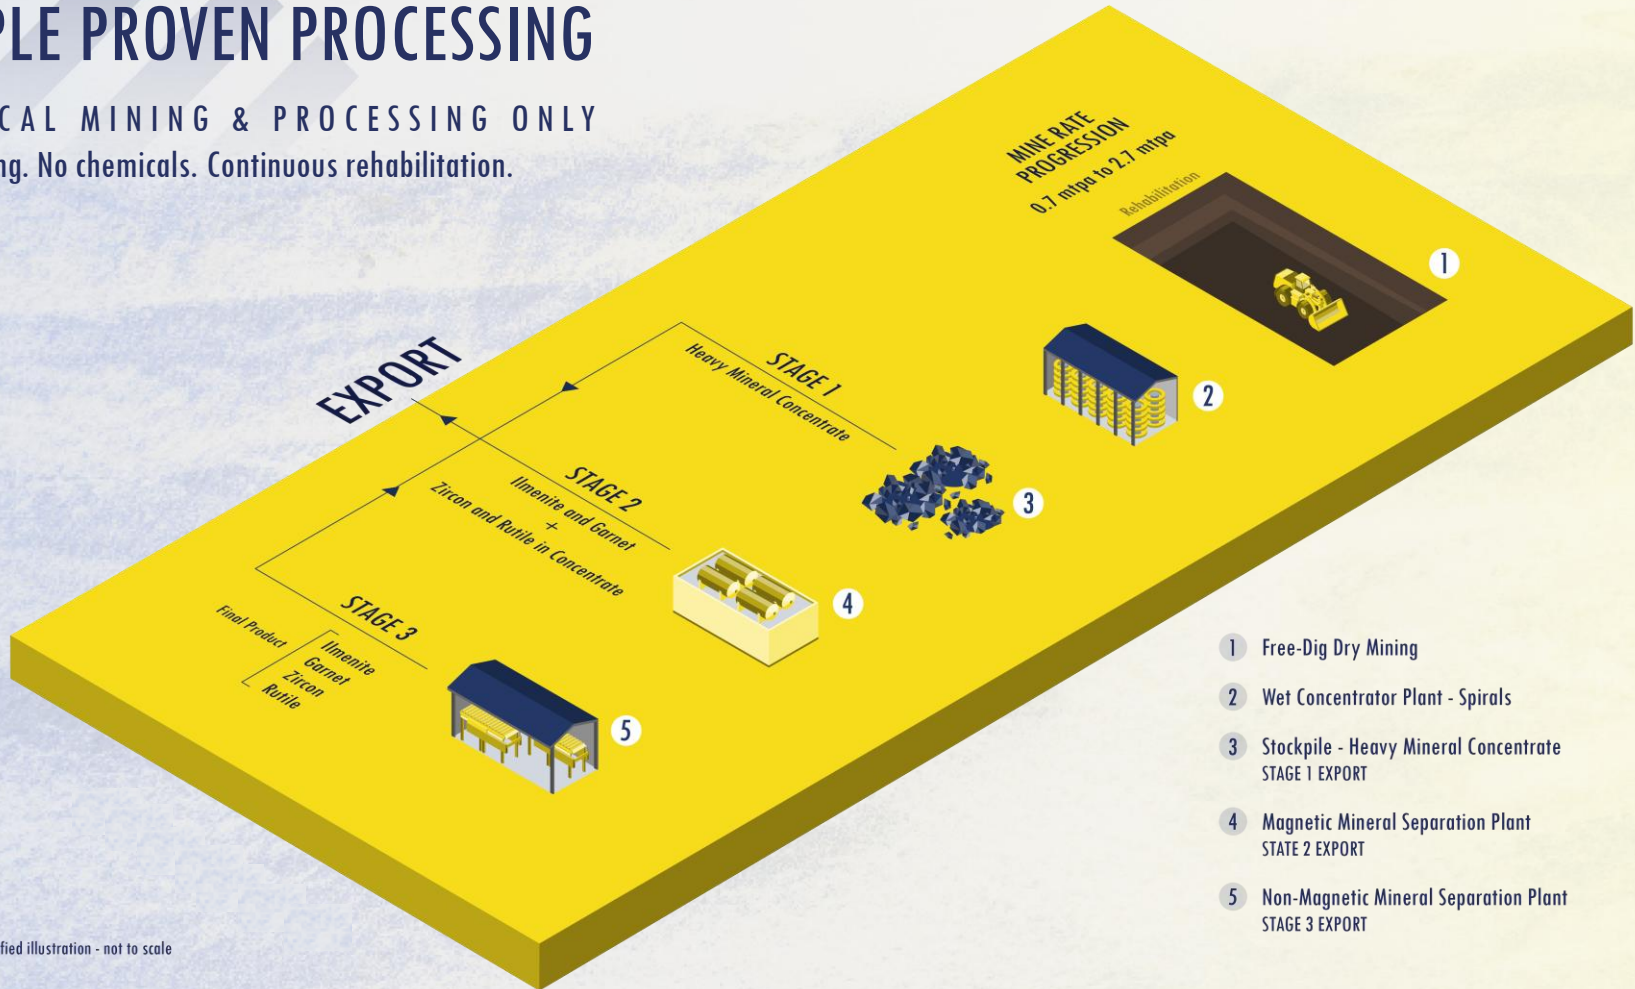 PLE PROVEN PROCESSING
CAL MINING & PROCESSING ONLY
ng. No chemicals. Continuous rehabilitation.
MINE RATE
PROGRESSION
0.7 mtpa to 2.7 mtpa
Rehabilitation
1
2
3
4
5
EXPORT
STAGE 1
Heavy Mineral Concentrate
STAGE 2
Ilmenite and Garnet
+
Zircon and Rutile in Concentrate
STAGE 3
Final Product
Ilmenite
Garnet
Zircon
Rutile
1 Free-Dig Dry Mining
2 Wet Concentrator Plant - Spirals
3 Stockpile - Heavy Mineral Concentrate
STAGE 1 EXPORT
4 Magnetic Mineral Separation Plant
STATE 2 EXPORT
5 Non-Magnetic Mineral Separation Plant
STAGE 3 EXPORT
fied illustration - not to scale